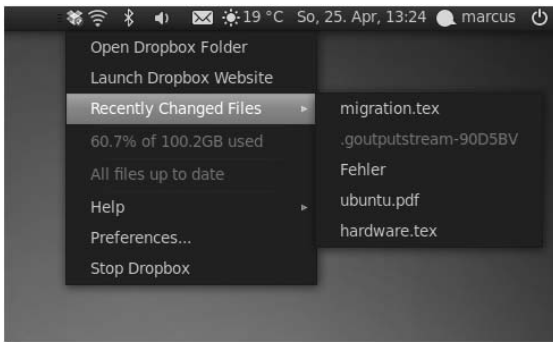 19 °C So, 25. Apr, 13:24 marcus
Open Dropbox Folder
Launch Dropbox Website
Recently Changed Files
60.7% of 100.2GB used
All files up to date
Help
Preferences...
Stop Dropbox
migration.tex
.goutputstream-90D5BV
Fehler
ubuntu.pdf
hardware.tex